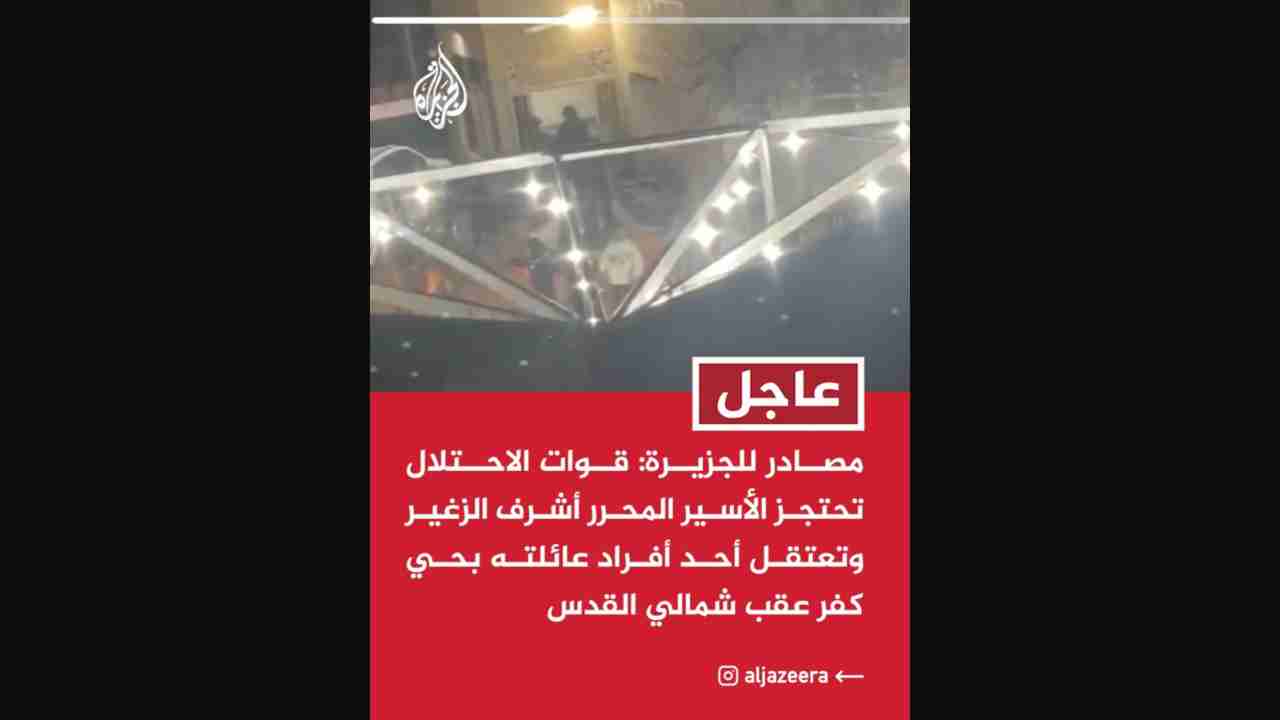 الجزيرة
عاجل
مصادر للجزيرة: قوات الاحتلال
تحتجز الأسير المحرر أشرف الزغير
وتعتقل أحد أفراد عائلته بحي
كفر عقب شمالي القدس
aljazeera